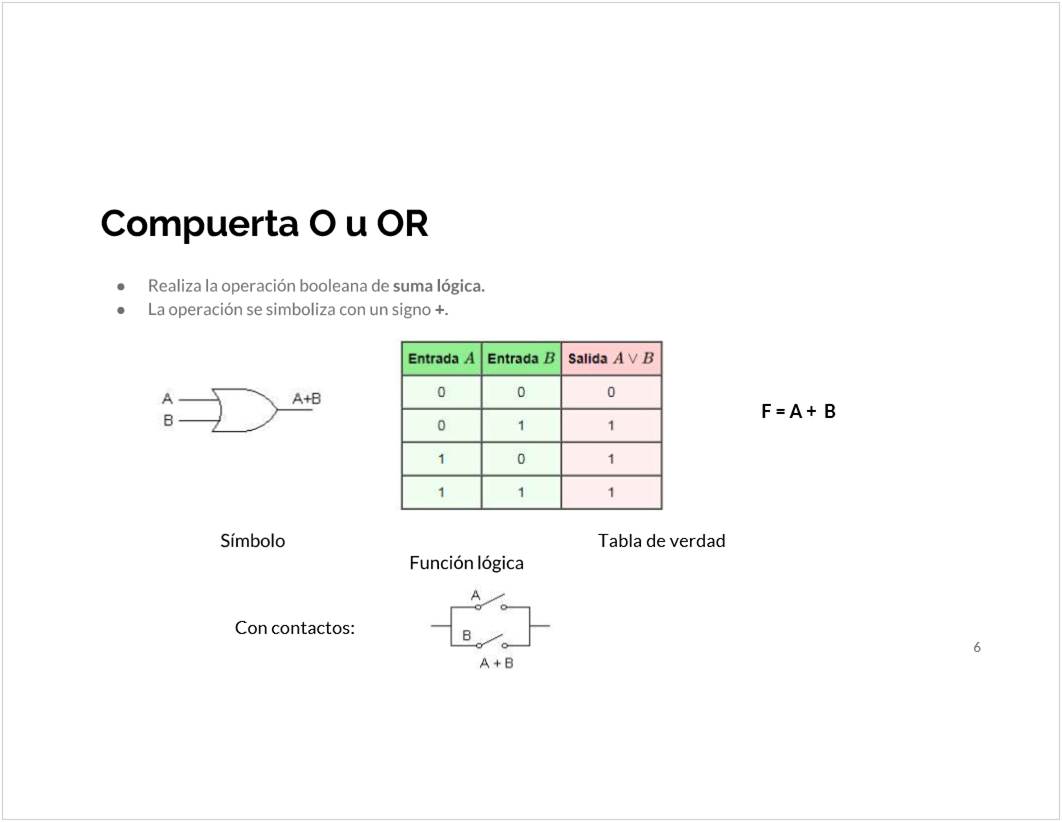 Compuerta O u OR
● Realiza la operación booleana de suma lógica.
● La operación se simboliza con un signo +.
A
B
A+B
Entrada A Entrada B Salida A ∨ B
0 0 0
0 1 1
1 0 1
1 1 1
F = A + B
Símbolo
Tabla de verdad
Función lógica
Con contactos:
A
B
A + B
6